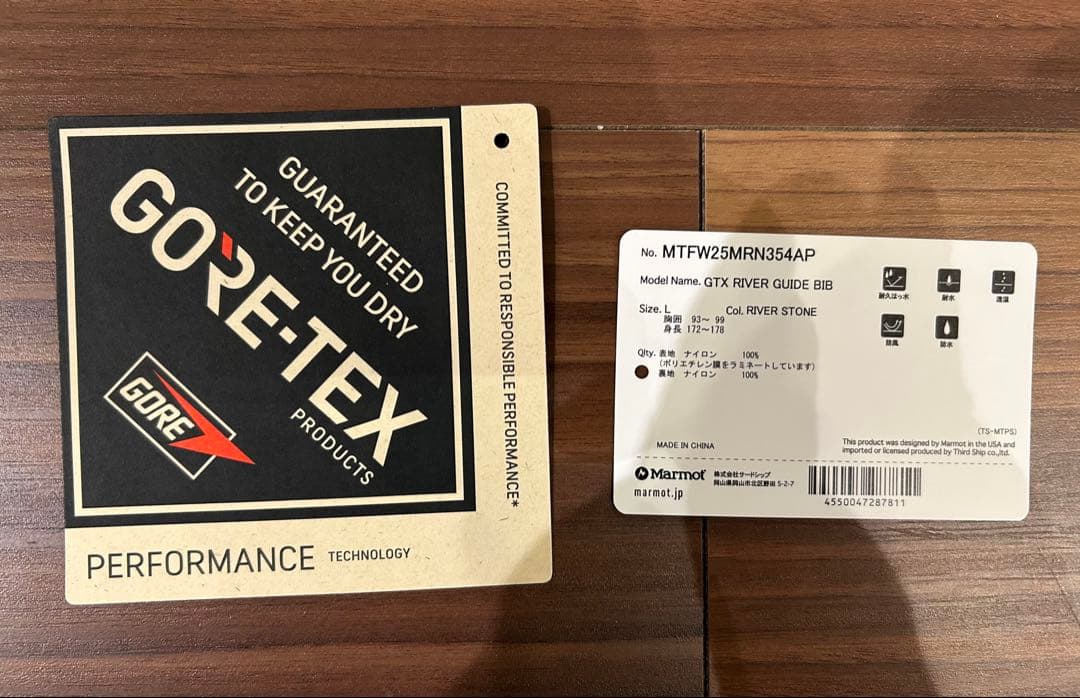 GUARANTEED
TO KEEP YOU DRY
GORE-TEX
PRODUCTS
GORE
COMMITTED TO RESPONSIBLE PERFORMANCE*
PERFORMANCE TECHNOLOGY
No. MTFW25MRN354AP
Model Name. GTX RIVER GUIDE BIB
Size. L Col. RIVER STONE
胸囲 93～ 99
身長 172～178
Qlty. 表地 ナイロン 100%
(ポリエチレン膜をラミネートしています)
裏地 ナイロン 100%
耐久はっ水 耐水 透湿
防風 防水
(TS-MTPS)
MADE IN CHINA
This product was designed by Marmot in the USA and
imported or licensed produced by Third Ship co.,ltd.
Marmot
marmot.jp
株式会社サードシップ
岡山県岡山市北区野田 5-2-7
4550047287811